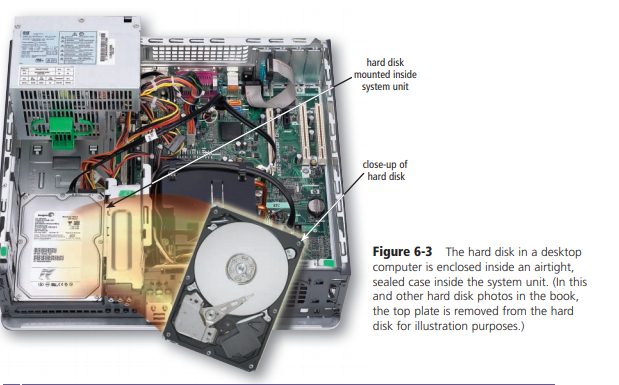 hard disk
mounted inside
system unit
close-up of
hard disk
Figure 6-3 The hard disk in a desktop
computer is enclosed inside an airtight,
sealed case inside the system unit. (In this
and other hard disk photos in the book,
the top plate is removed from the hard
disk for illustration purposes.)